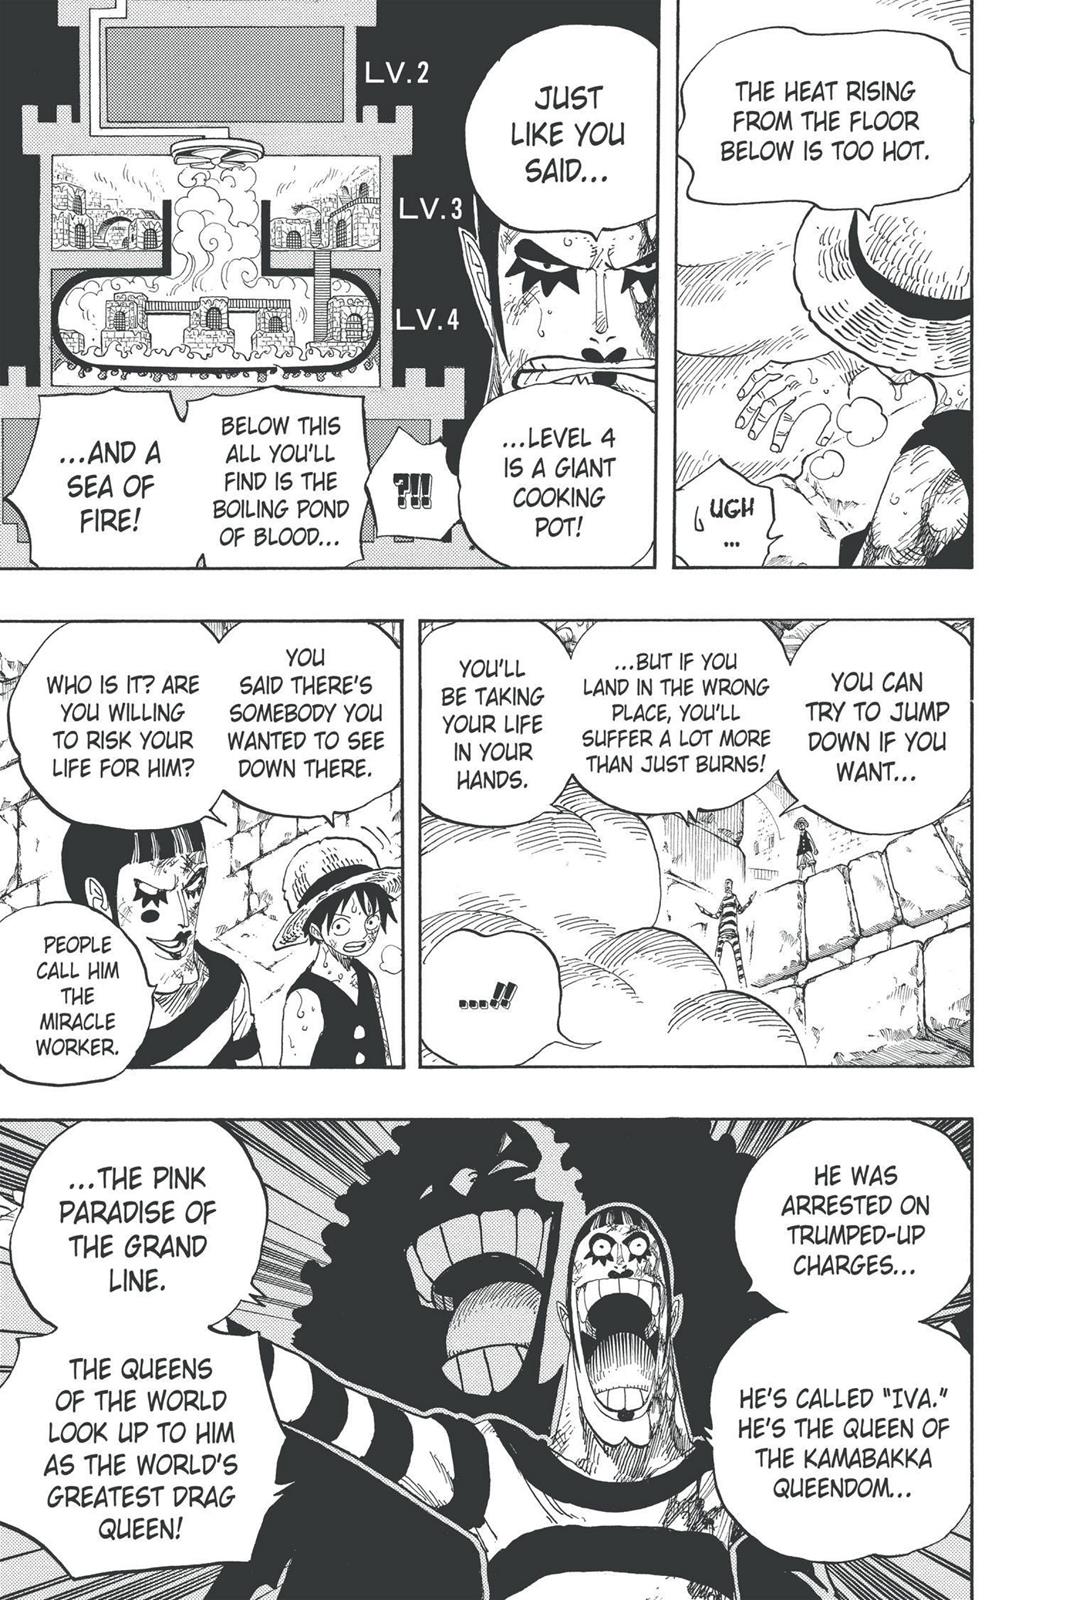 THE HEAT RISING
FROM THE FLOOR
BELOW IS TOO HOT.
UGH
...
JUST
LIKE YOU
SAID...
...LEVEL 4
IS A GIANT
COOKING
POT!
LV.2
LV.3
LV.4
?!!
BELOW THIS
ALL YOU'LL
FIND IS THE
BOILING POND
OF BLOOD...
...AND A
SEA OF
FIRE!
YOU CAN
TRY TO JUMP
DOWN IF YOU
WANT...
...BUT IF YOU
LAND IN THE WRONG
PLACE, YOU'LL
SUFFER A LOT MORE
THAN JUST BURNS!
YOU'LL
BE TAKING
YOUR LIFE
IN YOUR
HANDS.
....!!
YOU
SAID THERE'S
SOMEBODY YOU
WANTED TO SEE
DOWN THERE.
WHO IS IT? ARE
YOU WILLING
TO RISK YOUR
LIFE FOR HIM?
PEOPLE
CALL HIM
THE
MIRACLE
WORKER.
HE WAS
ARRESTED ON
TRUMPED-UP
CHARGES...
HE'S CALLED "IVA."
HE'S THE QUEEN OF
THE KAMABAKKA
QUEENDOM...
...THE PINK
PARADISE OF
THE GRAND
LINE.
THE QUEENS
OF THE WORLD
LOOK UP TO HIM
AS THE WORLD'S
GREATEST DRAG
QUEEN!